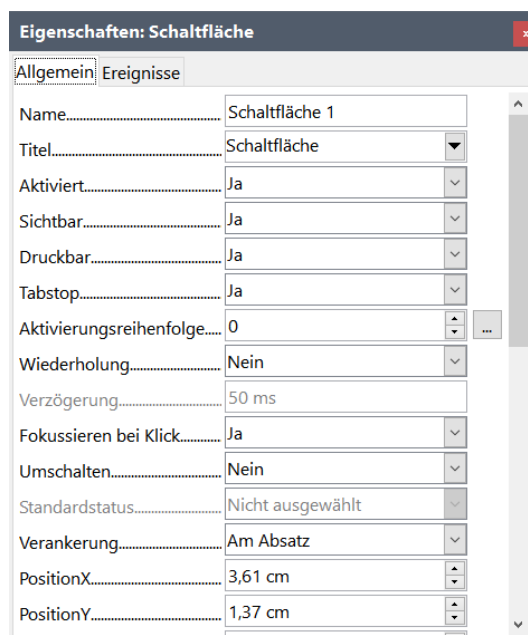 Eigenschaften: Schaltfläche
Allgemein Ereignisse
Name Schaltfläche 1
Titel Schaltfläche
Aktiviert Ja
Sichtbar Ja
Druckbar Ja
Tabstop Ja
Aktivierungsreihenfolge 0 ...
Wiederholung Nein
Verzögerung 50 ms
Fokussieren bei Klick Ja
Umschalten Nein
Standardstatus Nicht ausgewählt
Verankerung Am Absatz
PositionX 3,61 cm
PositionY 1,37 cm